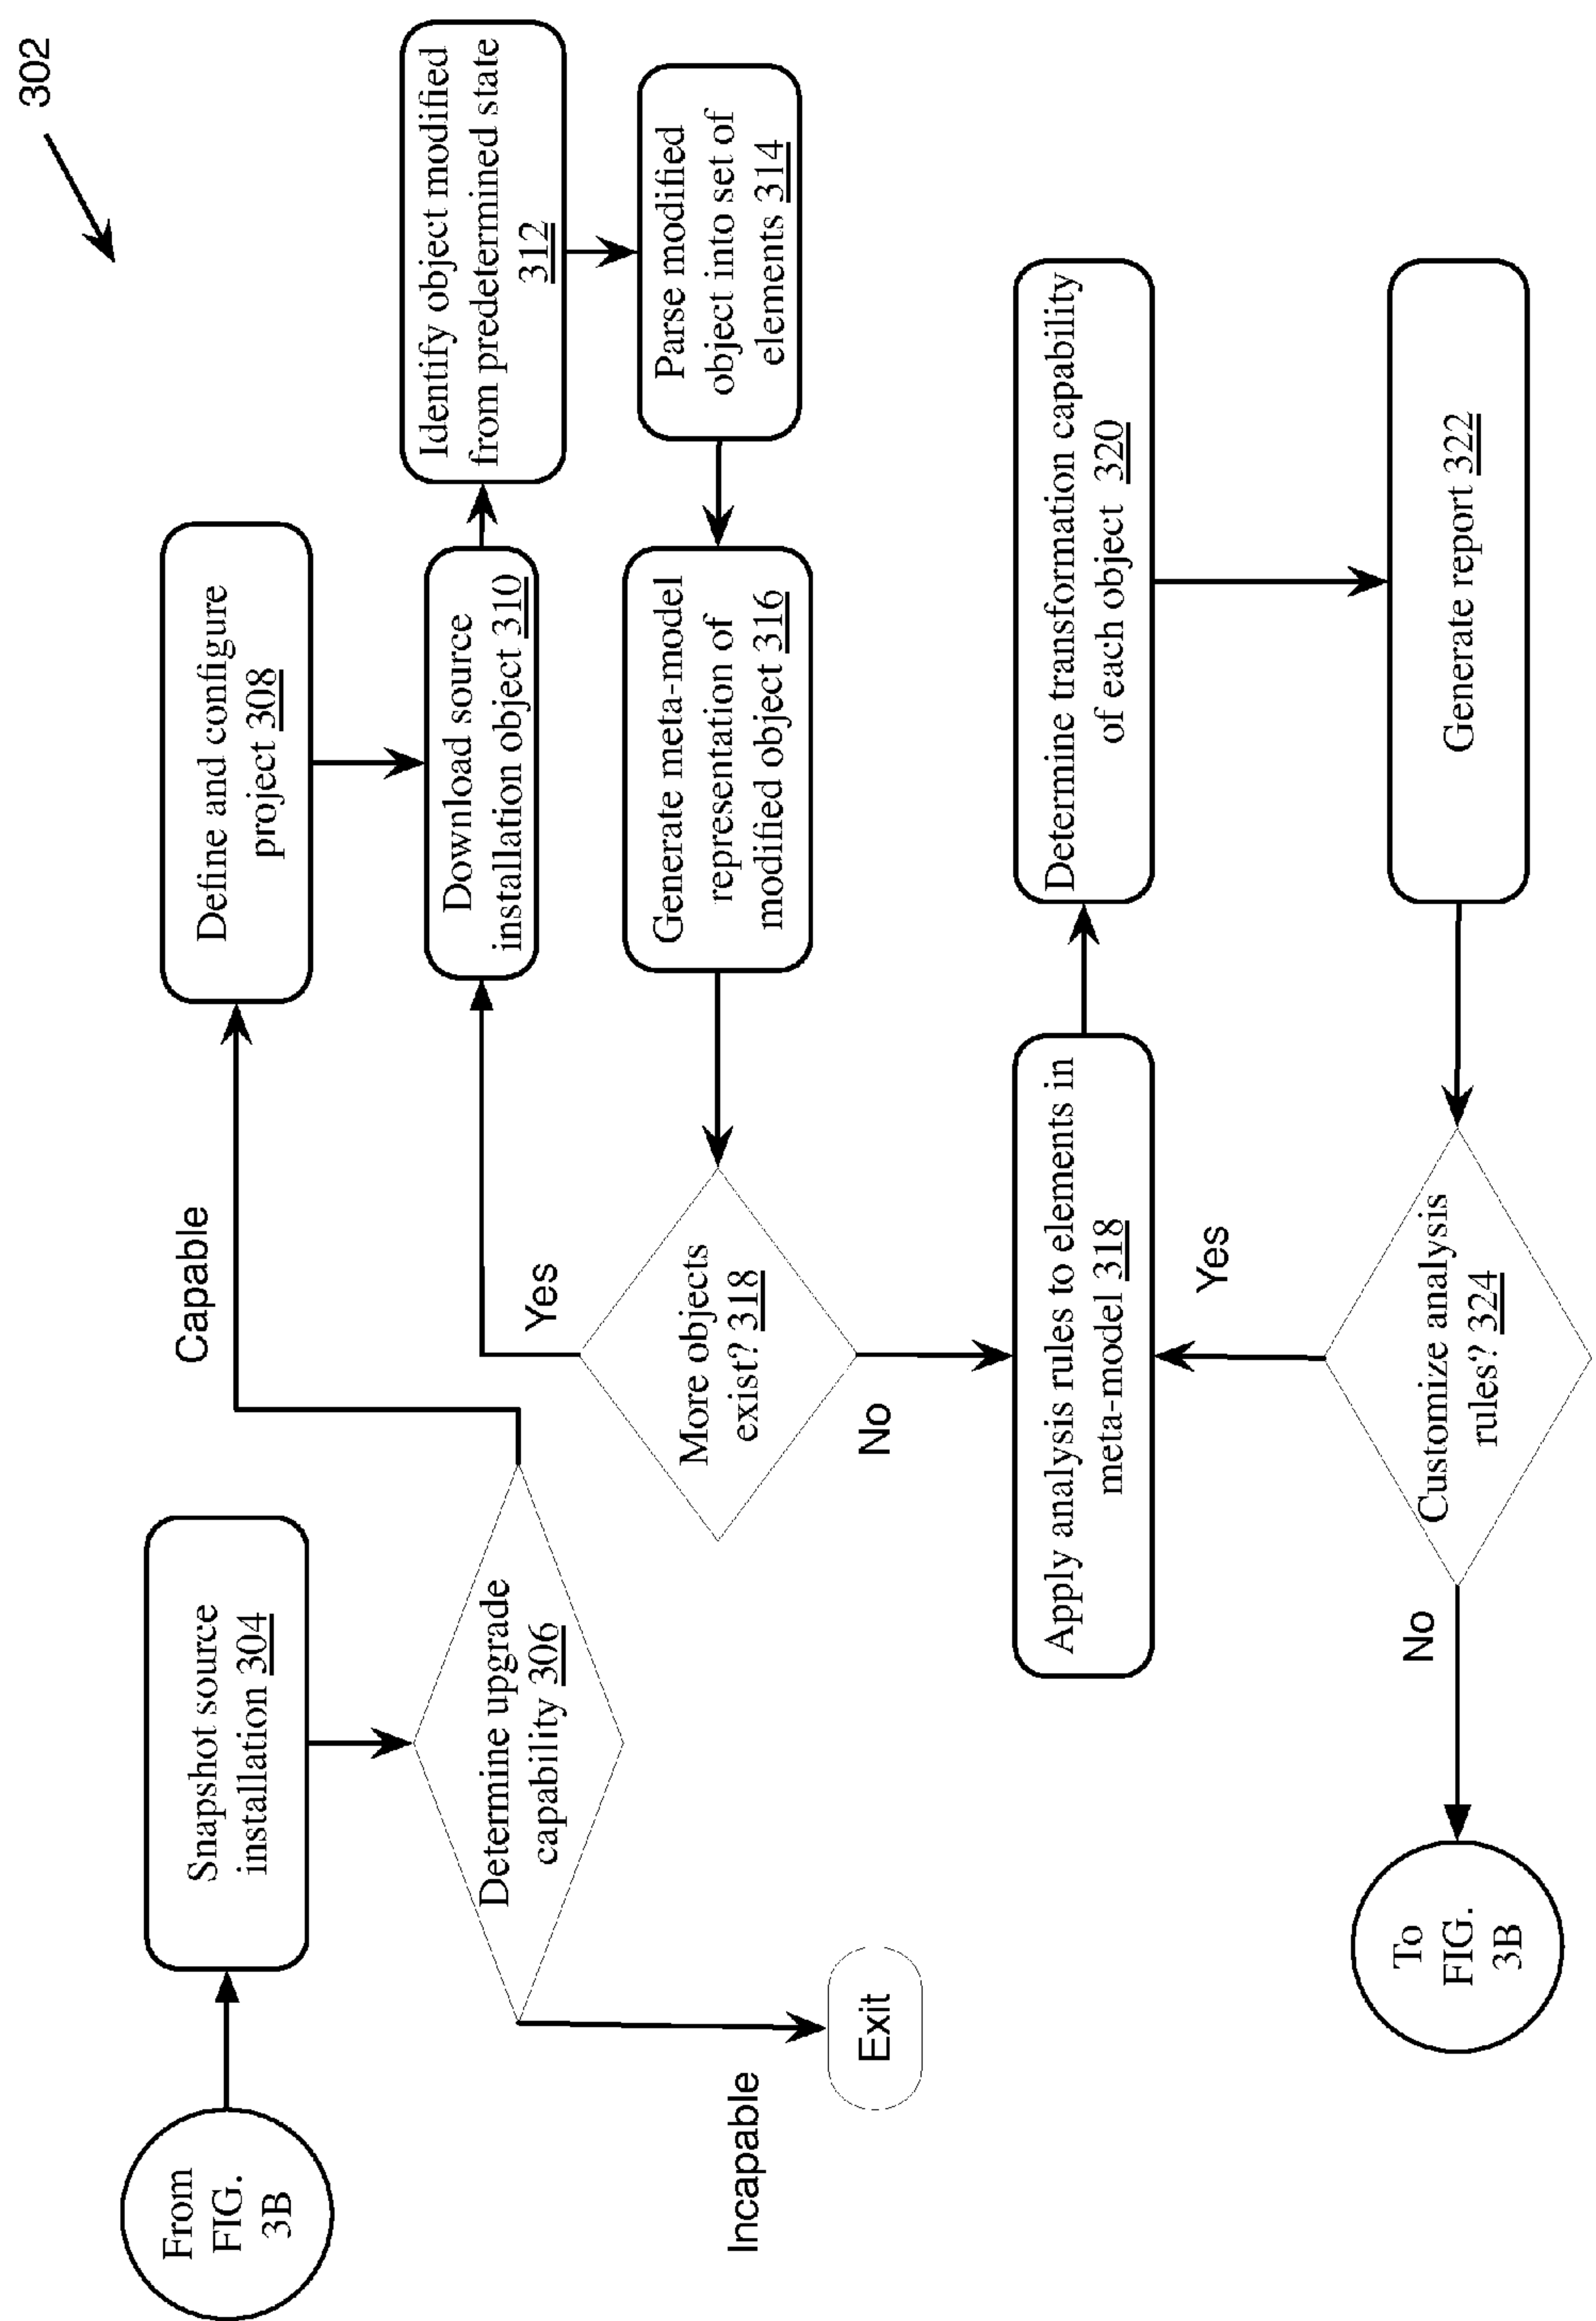 302
From
FIG.
3B
Snapshot source
installation 304
Determine upgrade
capability 306
Incapable
Exit
Capable
Define and configure
project 308
Download source
installation object 310
Identify object modified
from predetermined state
312
Parse modified
object into set of
elements 314
Generate meta-model
representation of
modified object 316
More objects
exist? 318
Yes
No
Apply analysis rules to elements in
meta-model 318
Determine transformation capability
of each object 320
Generate report 322
Customize analysis
rules? 324
Yes
No
To
FIG.
3B